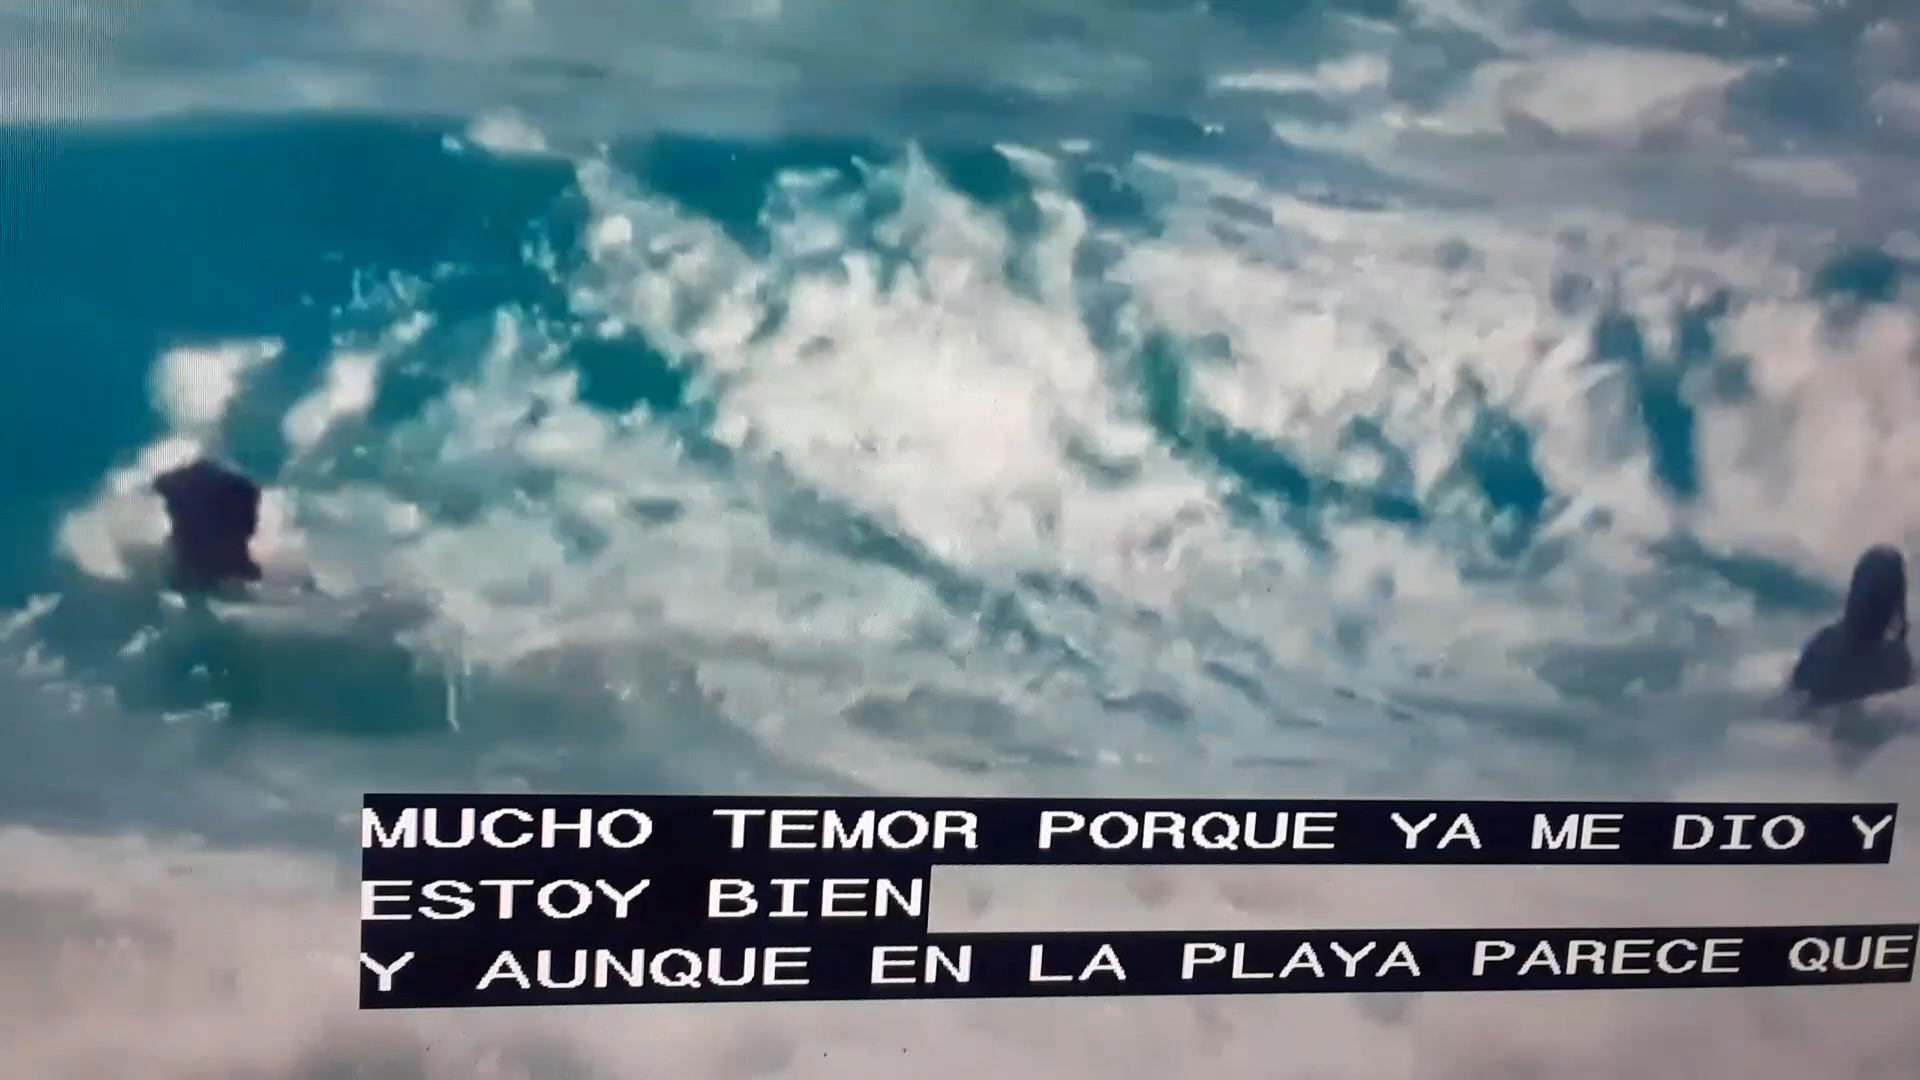 MUCHO TEMOR PORQUE YA ME DIO Y
ESTOY BIEN
Y AUNQUE EN LA PLAYA PARECE QUE